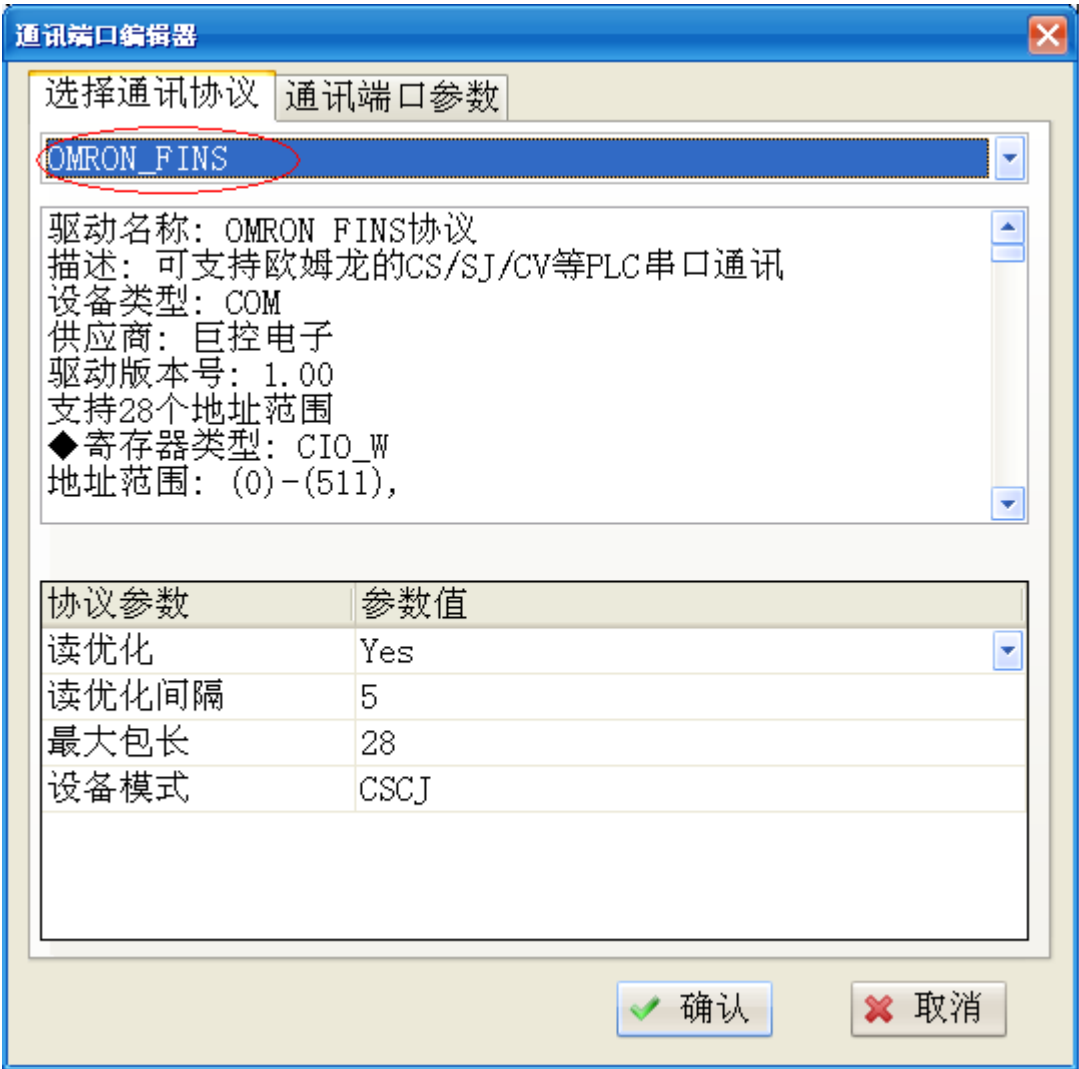 通讯端口编辑器
选择通讯协议 通讯端口参数
OMRON_FINS
驱动名称: OMRON FINS协议
描述: 可支持欧姆龙的CS/SJ/CV等PLC串口通讯
设备类型: COM
供应商: 巨控电子
驱动版本号: 1.00
支持28个地址范围
◆寄存器类型: CIO_W
地址范围: (0)-(511),
协议参数 参数值
读优化 Yes
读优化间隔 5
最大包长 28
设备模式 CSCJ
确认 取消